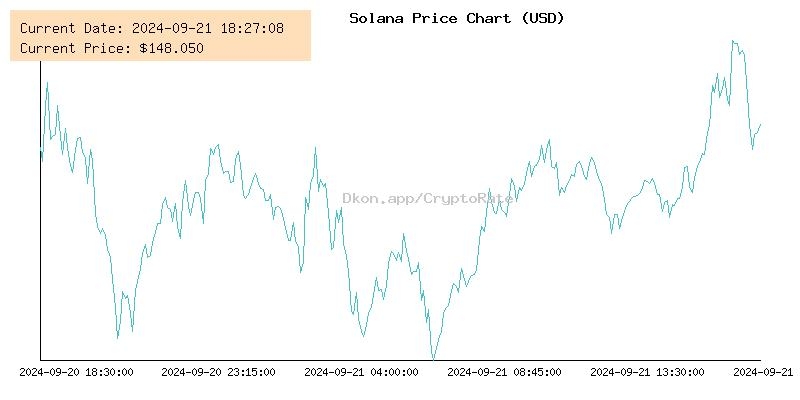 Solana Price Chart (USD)
Current Date: 2024-09-21 18:27:08
Current Price: $148.050
Dkon.app/CryptoRate
2024-09-20 18:30:00 2024-09-20 23:15:00 2024-09-21 04:00:00 2024-09-21 08:45:00 2024-09-21 13:30:00 2024-09-21